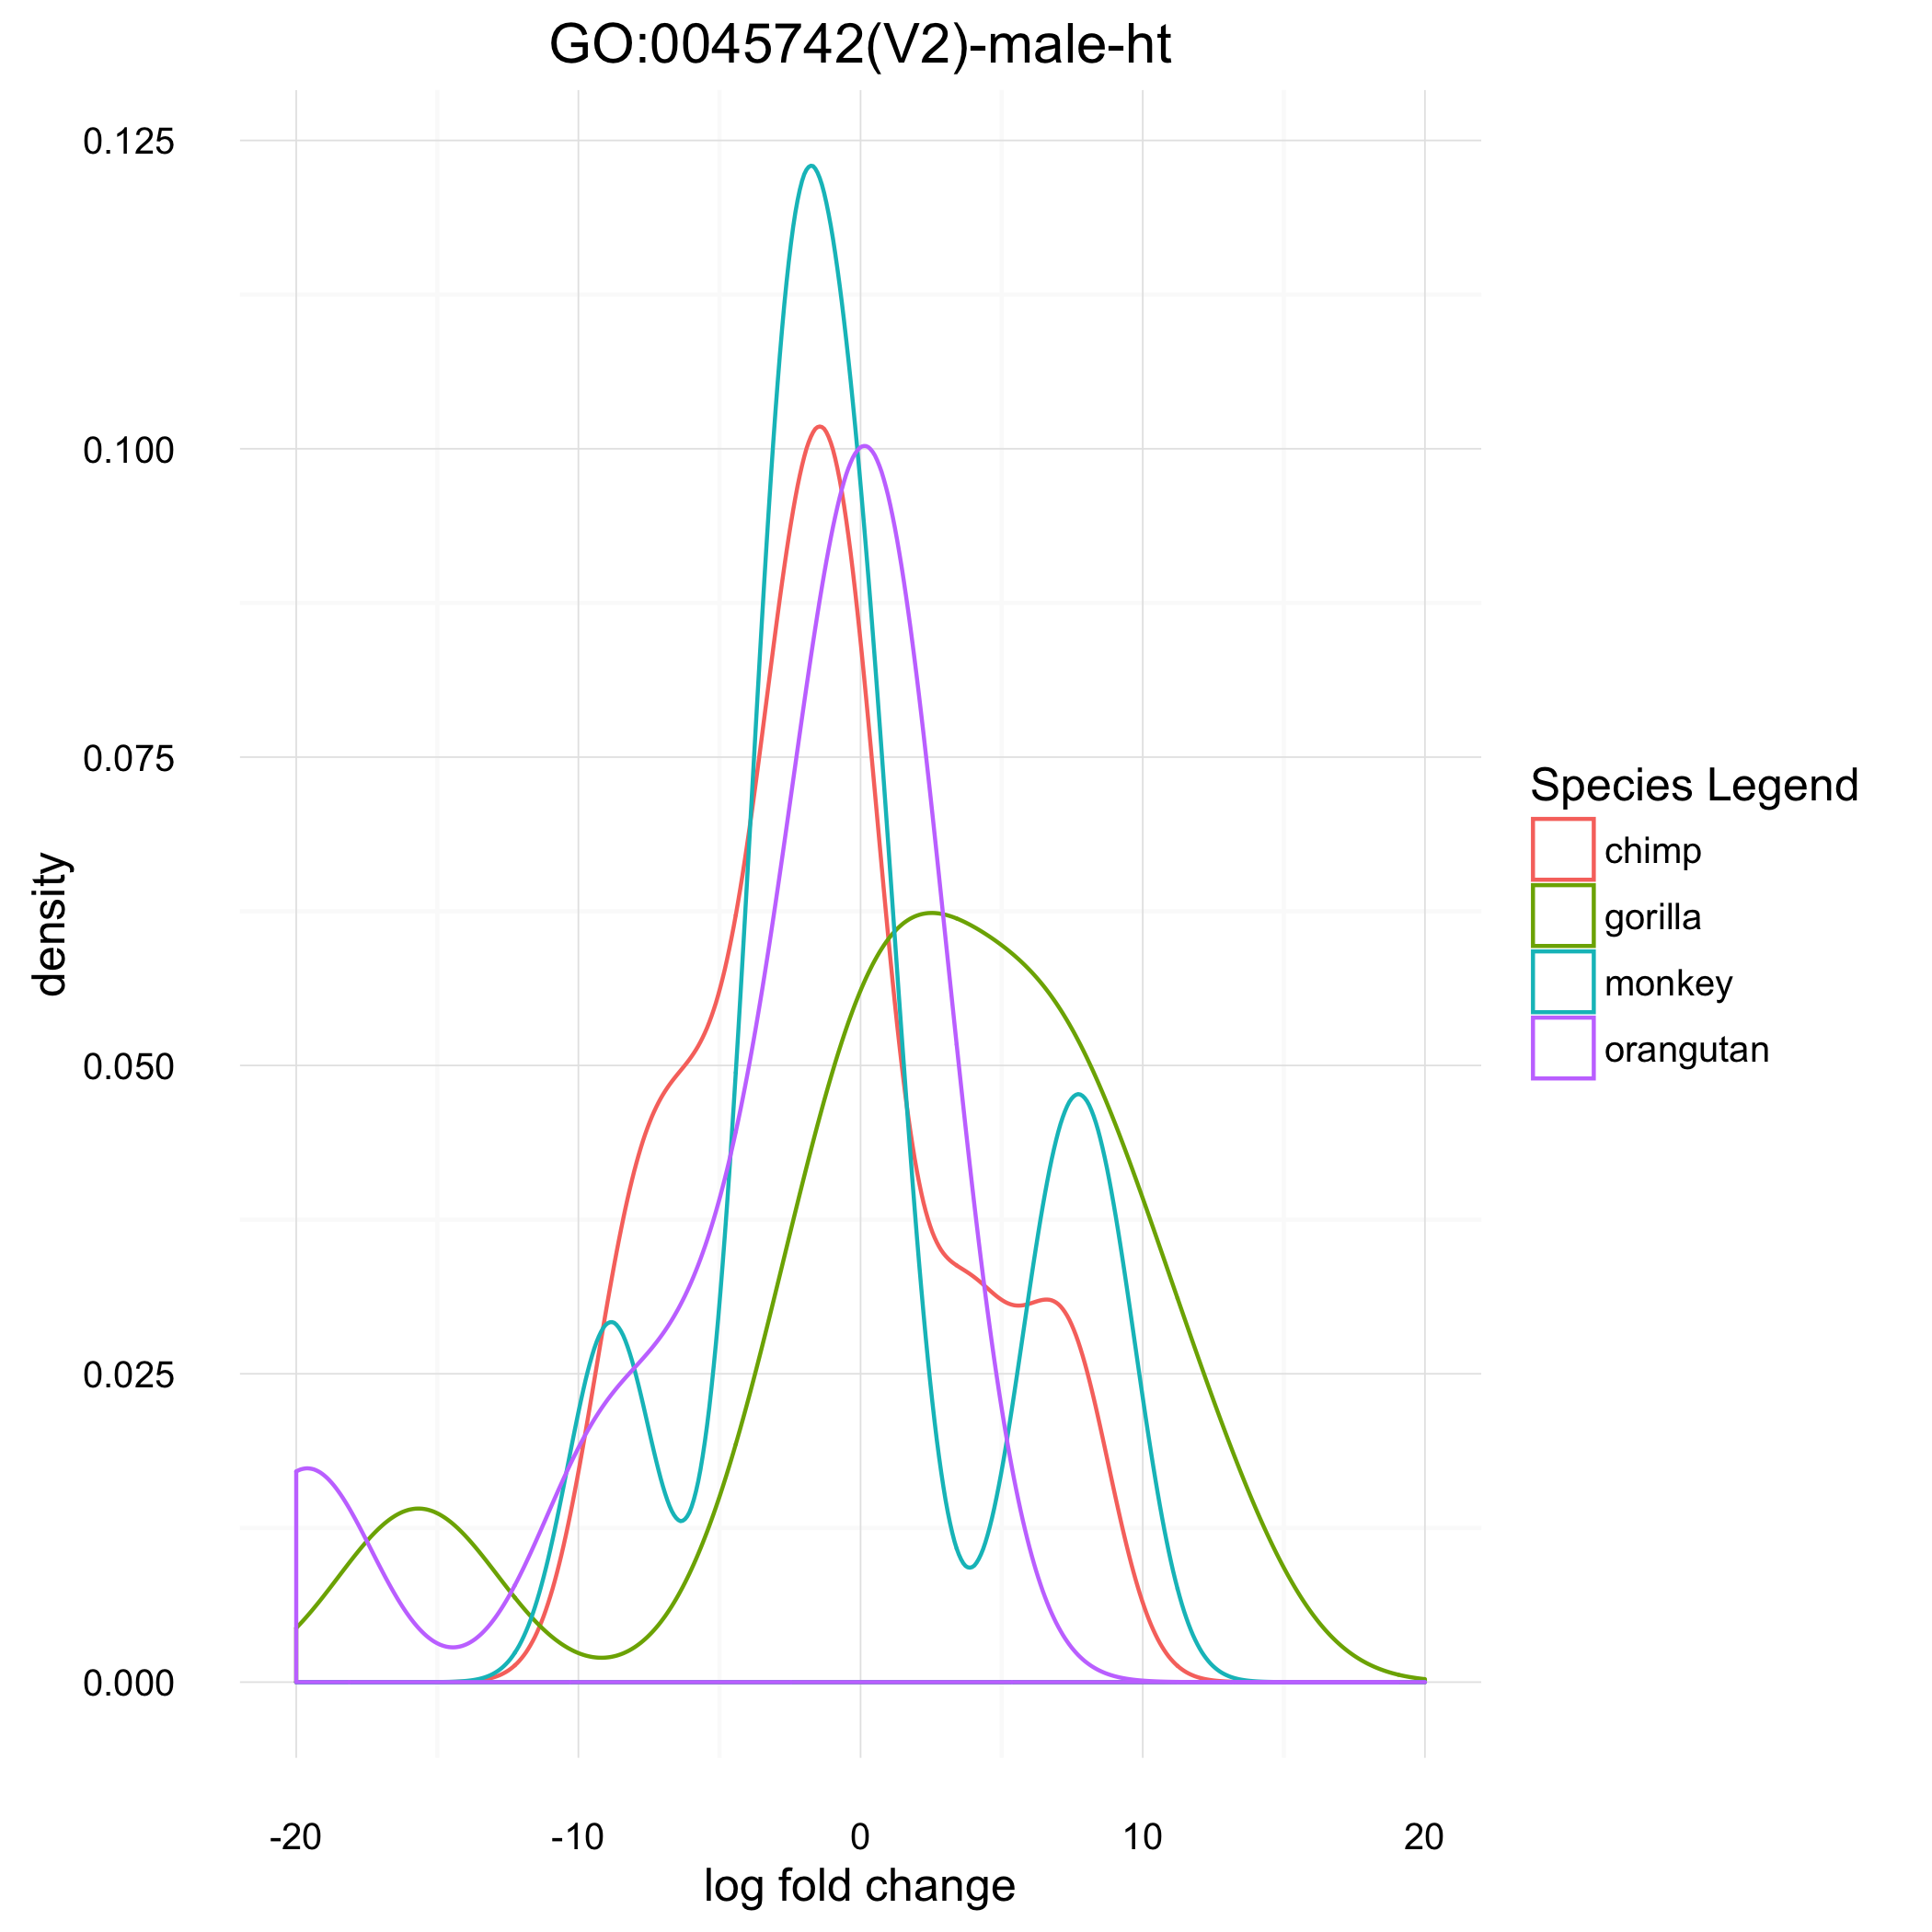 GO:0045742(V2)-male-ht
0.125
0.100
0.075
0.050
0.025
0.000
density
-20 -10 0 10 20
log fold change
Species Legend
chimp
gorilla
monkey
orangutan